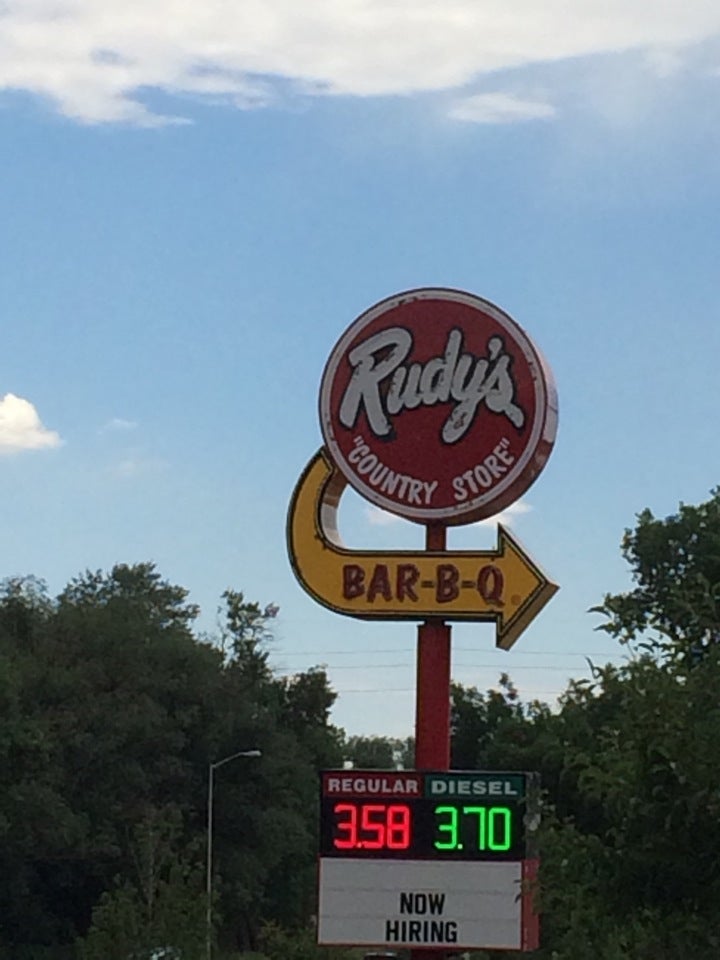 Rudy's
"COUNTRY STORE"
BAR-B-Q
REGULAR DIESEL
3.58 3.70
NOW
HIRING